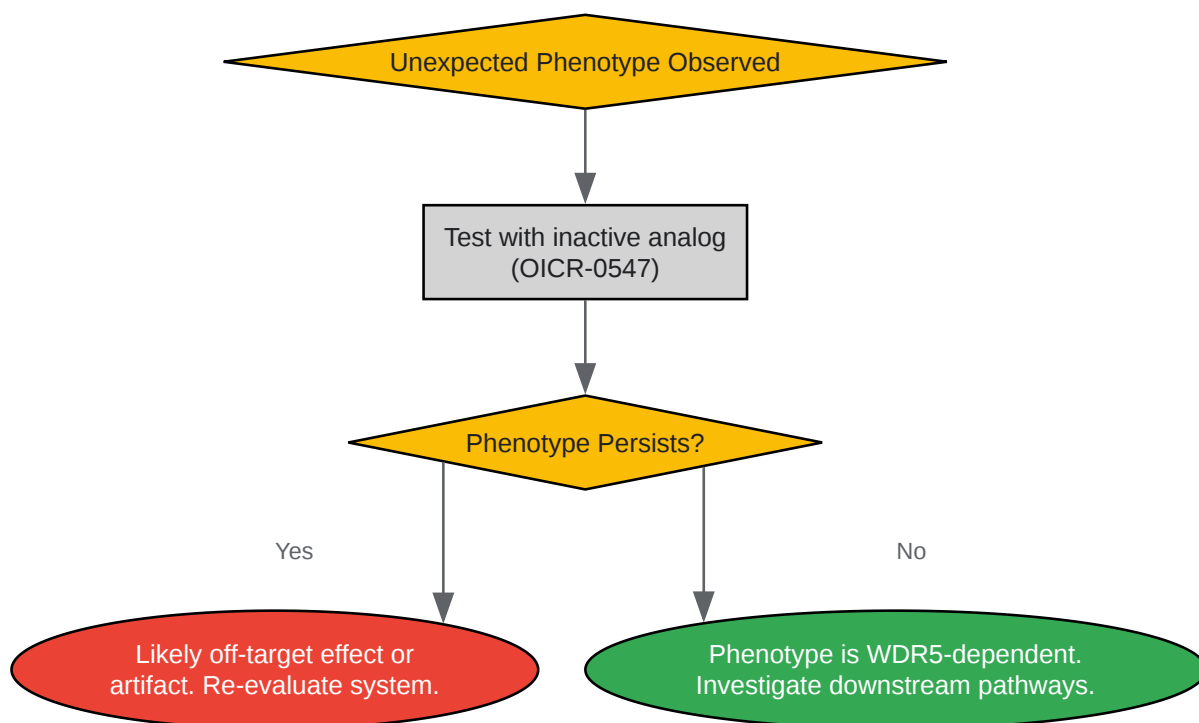 Unexpected Phenotype Observed
Test with inactive analog
(OICR-0547)
Phenotype Persists?
Yes
No
Likely off-target effect or
artifact. Re-evaluate system.
Phenotype is WDR5-dependent.
Investigate downstream pathways.